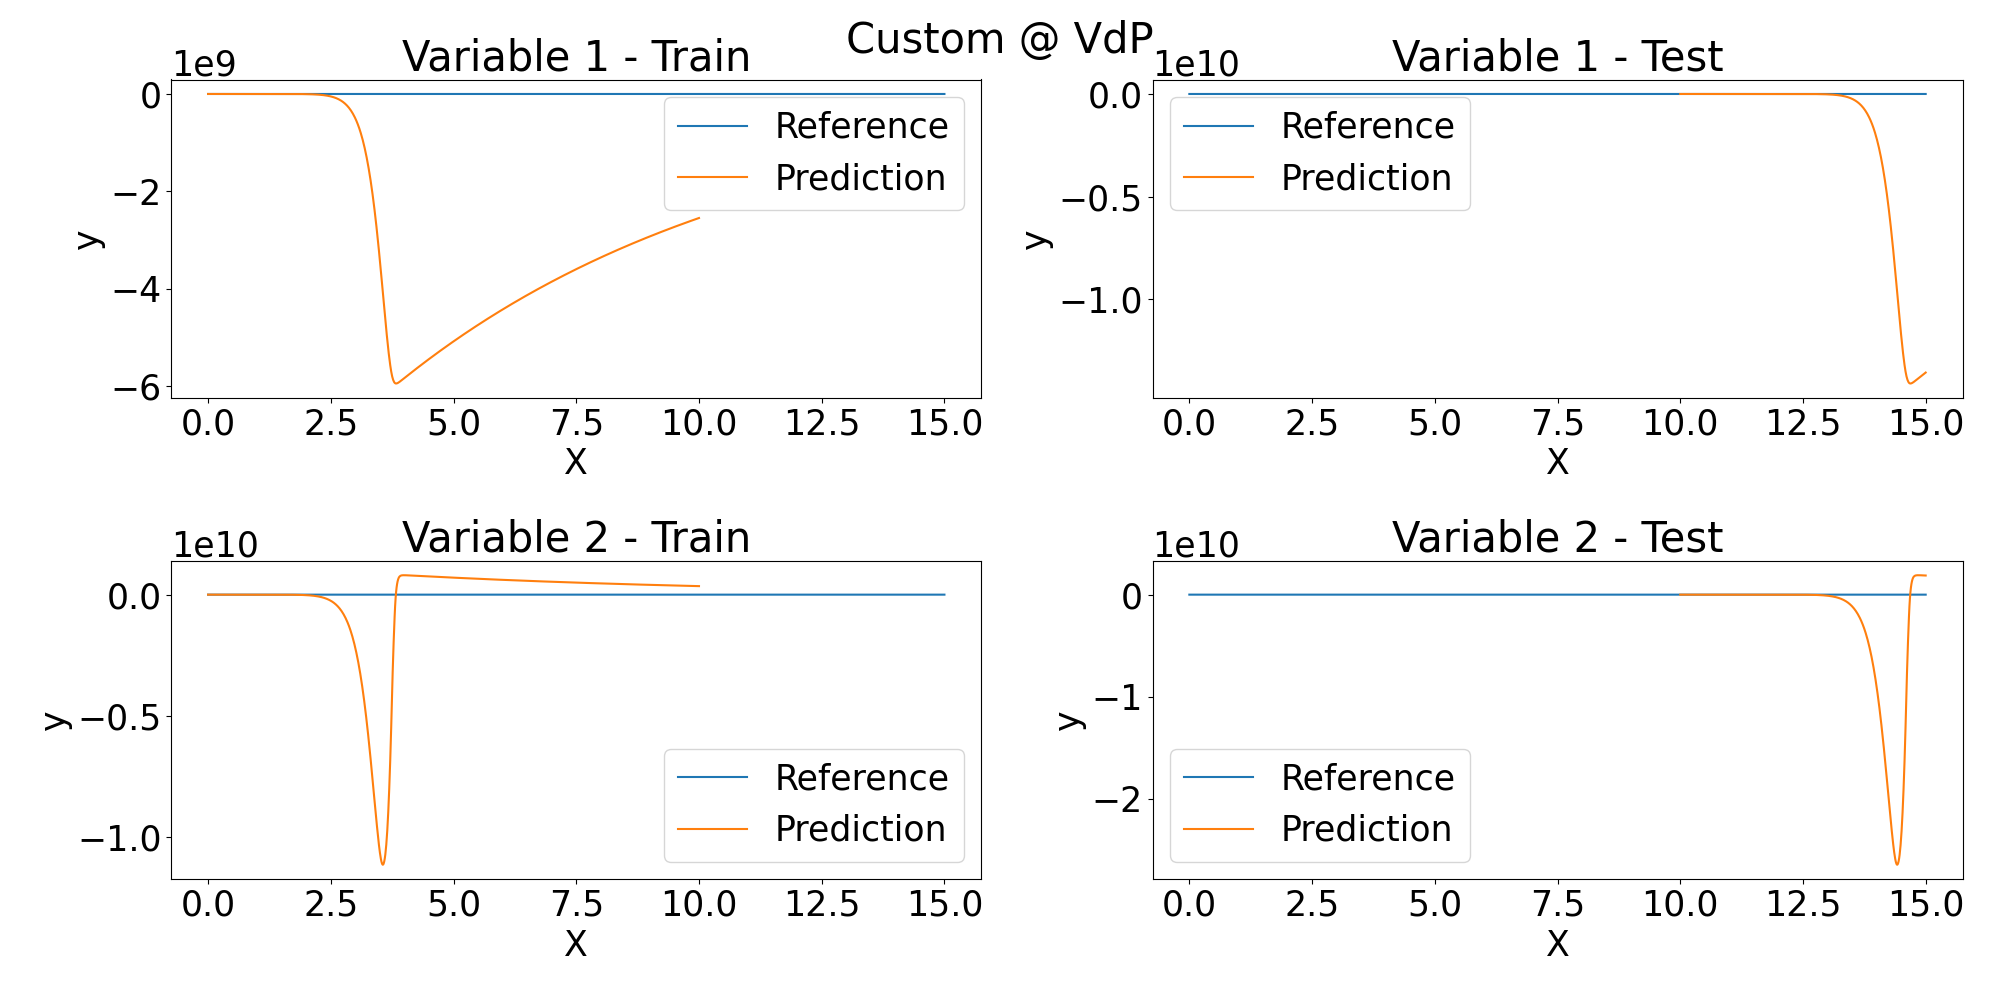 Custom @ VdP
Variable 1 - Train
1e9
0
−2
−4
−6
y
0.0 2.5 5.0 7.5 10.0 12.5 15.0
X
Reference
Prediction
Variable 1 - Test
1e10
0.0
−0.5
−1.0
y
0.0 2.5 5.0 7.5 10.0 12.5 15.0
X
Reference
Prediction
Variable 2 - Train
1e10
0.0
−0.5
−1.0
y
0.0 2.5 5.0 7.5 10.0 12.5 15.0
X
Reference
Prediction
Variable 2 - Test
1e10
0
−1
−2
y
0.0 2.5 5.0 7.5 10.0 12.5 15.0
X
Reference
Prediction